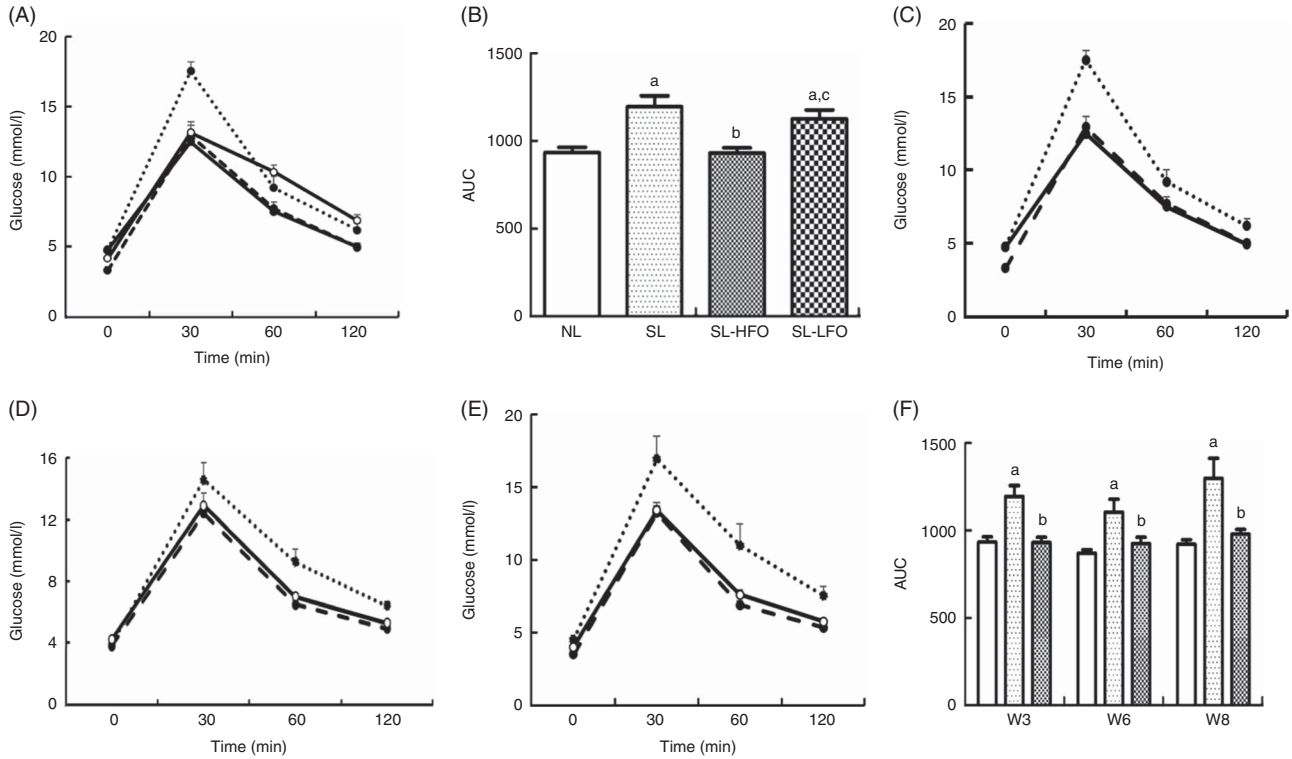 (A)
Glucose (mmol/l)
20
15
10
5
0
0 30 60 120
Time (min)
(B)
AUC
1500
1000
500
0
a
b
a,c
NL SL SL-HFO SL-LFO
(C)
Glucose (mmol/l)
20
15
10
5
0
0 30 60 120
Time (min)
(D)
Glucose (mmol/l)
16
12
8
4
0
0 30 60 120
Time (min)
(E)
Glucose (mmol/l)
20
15
10
5
0
0 30 60 120
Time (min)
(F)
AUC
1500
1000
500
0
a
b
a
b
a
b
W3 W6 W8